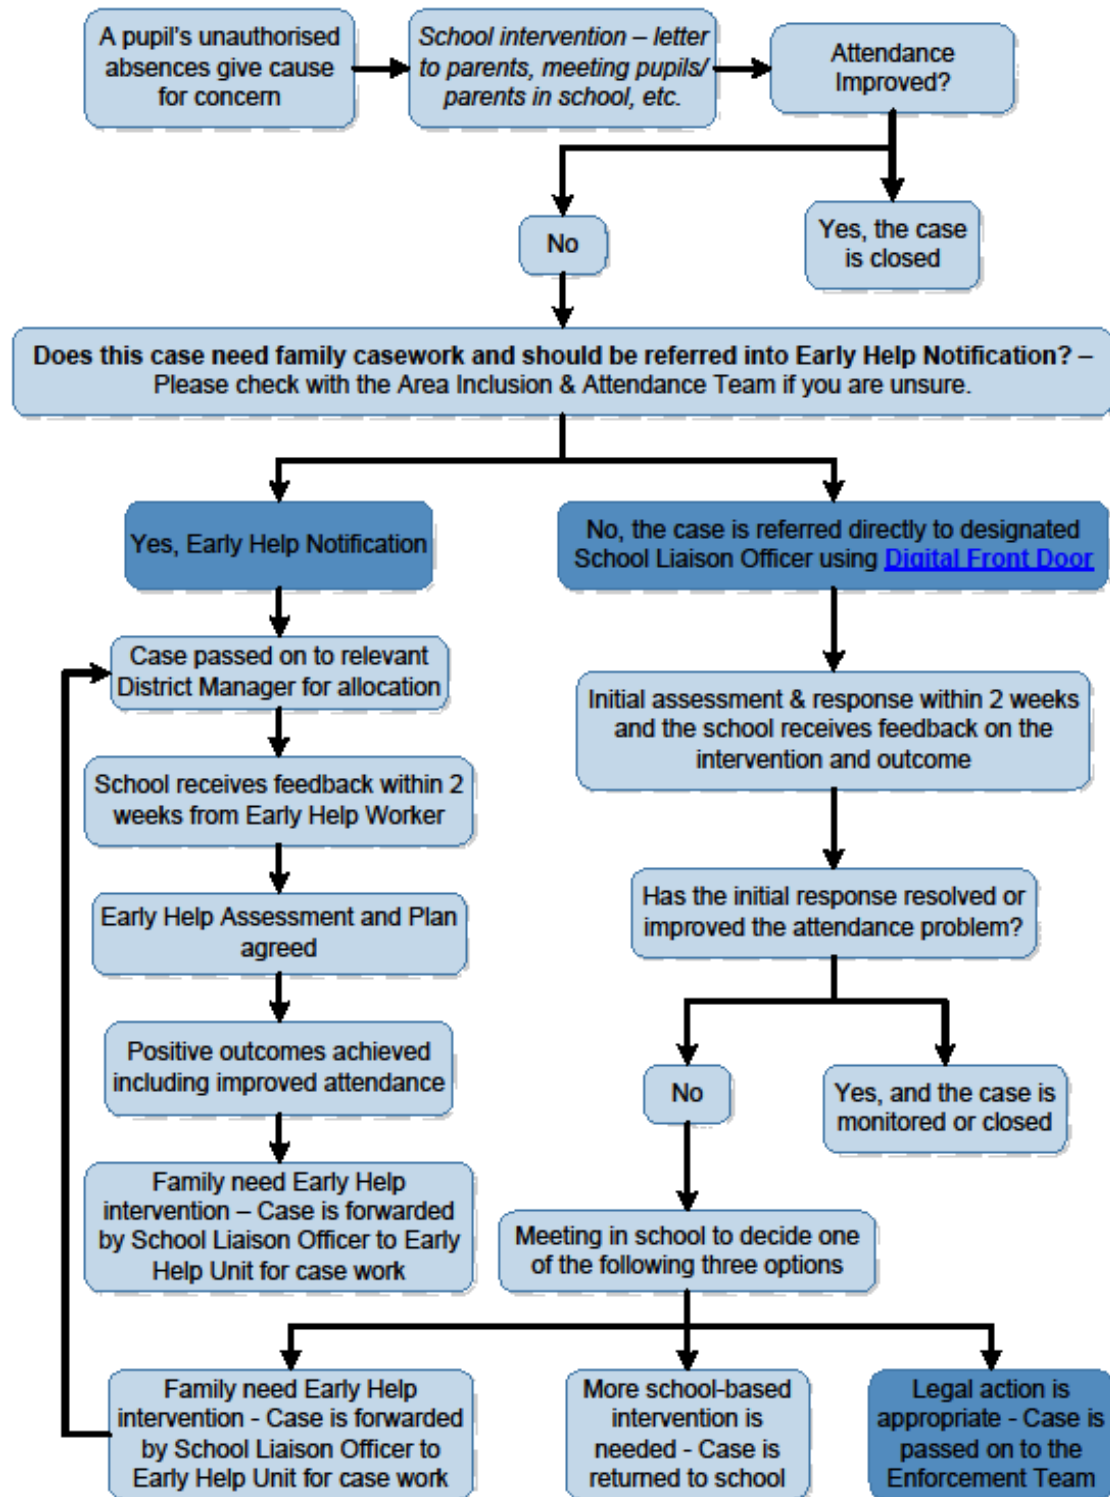 A pupil's unauthorised
absences give cause
for concern
School intervention – letter
to parents, meeting pupils/
parents in school, etc.
Attendance
Improved?
No
Yes, the case
is closed
Does this case need family casework and should be referred into Early Help Notification? –
Please check with the Area Inclusion & Attendance Team if you are unsure.
Yes, Early Help Notification
No, the case is referred directly to designated
School Liaison Officer using Digital Front Door
Case passed on to relevant
District Manager for allocation
Initial assessment & response within 2 weeks
and the school receives feedback on the
intervention and outcome
School receives feedback within 2
weeks from Early Help Worker
Has the initial response resolved or
improved the attendance problem?
Early Help Assessment and Plan
agreed
Positive outcomes achieved
including improved attendance
No
Yes, and the case is
monitored or closed
Family need Early Help
intervention – Case is forwarded
by School Liaison Officer to Early
Help Unit for case work
Meeting in school to decide one
of the following three options
Family need Early Help
intervention - Case is forwarded
by School Liaison Officer to
Early Help Unit for case work
More school-based
intervention is
needed - Case is
returned to school
Legal action is
appropriate - Case is
passed on to the
Enforcement Team